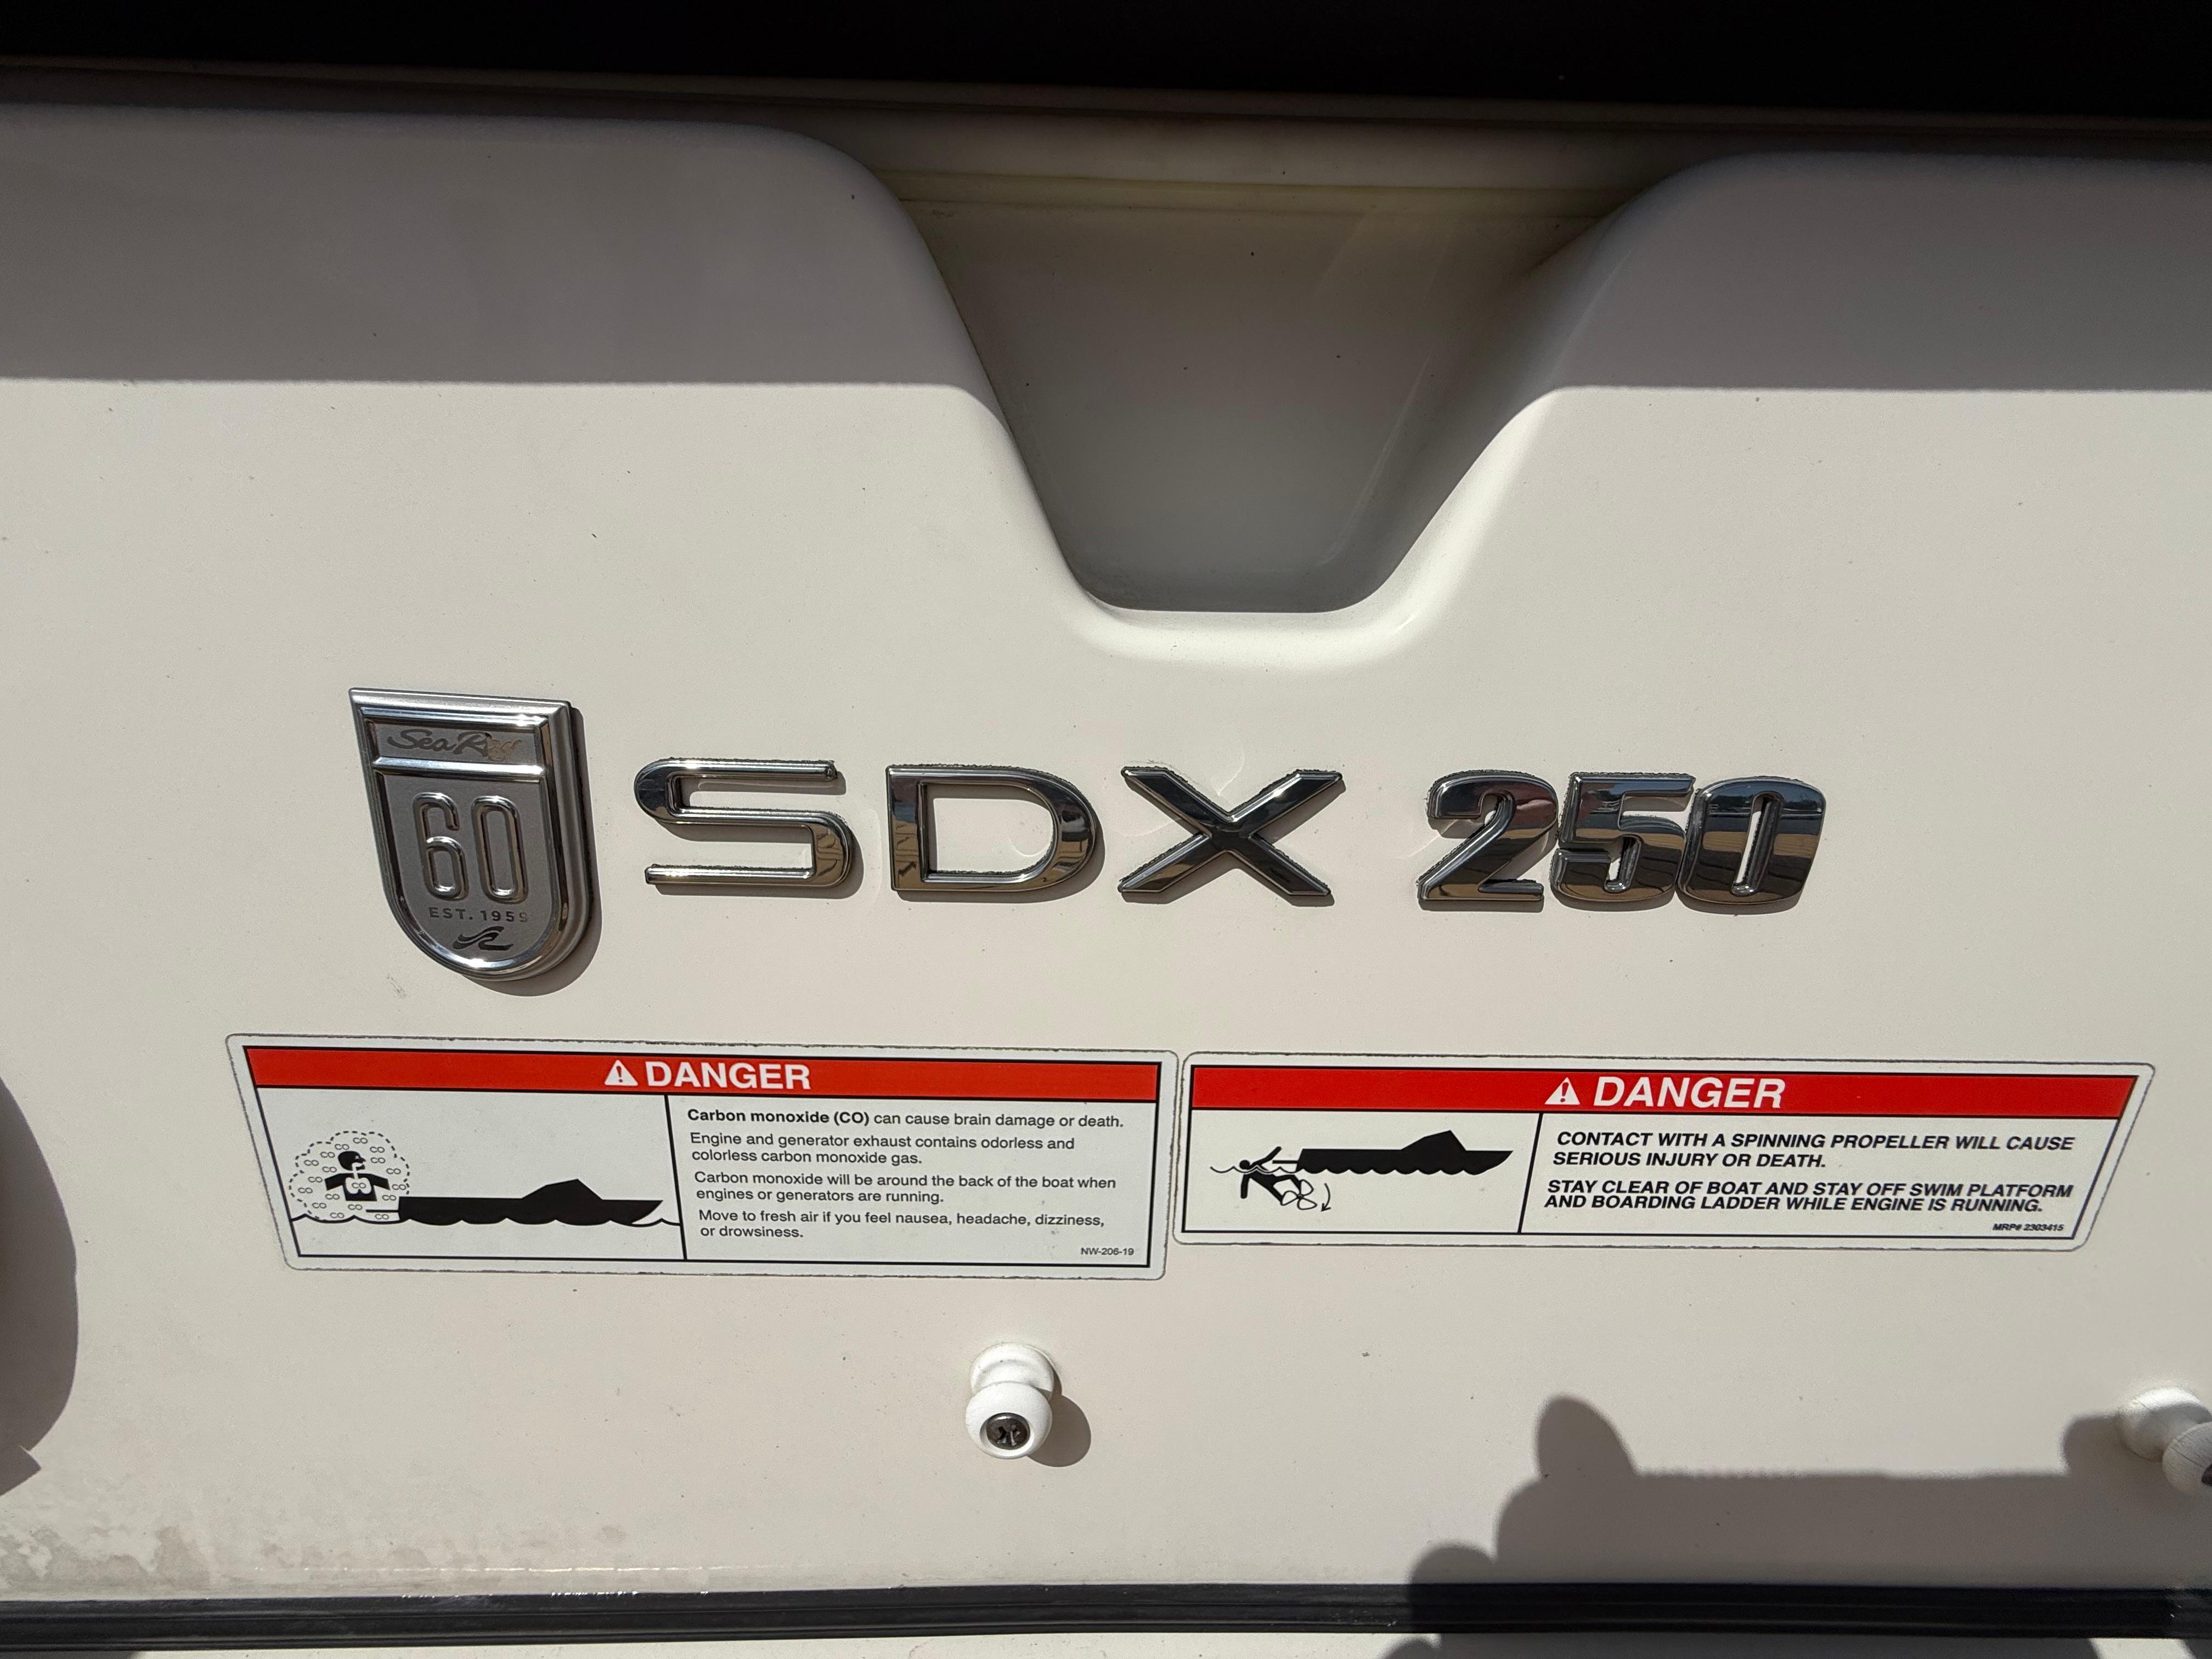 Sea Ray
60
EST. 1959
SDX 250
DANGER
Carbon monoxide (CO) can cause brain damage or death.
Engine and generator exhaust contains odorless and
colorless carbon monoxide gas.
Carbon monoxide will be around the back of the boat when
engines or generators are running.
Move to fresh air if you feel nausea, headache, dizziness,
or drowsiness.
NW-206-19
DANGER
CONTACT WITH A SPINNING PROPELLER WILL CAUSE
SERIOUS INJURY OR DEATH.
STAY CLEAR OF BOAT AND STAY OFF SWIM PLATFORM
AND BOARDING LADDER WHILE ENGINE IS RUNNING.
MRP# 2303415